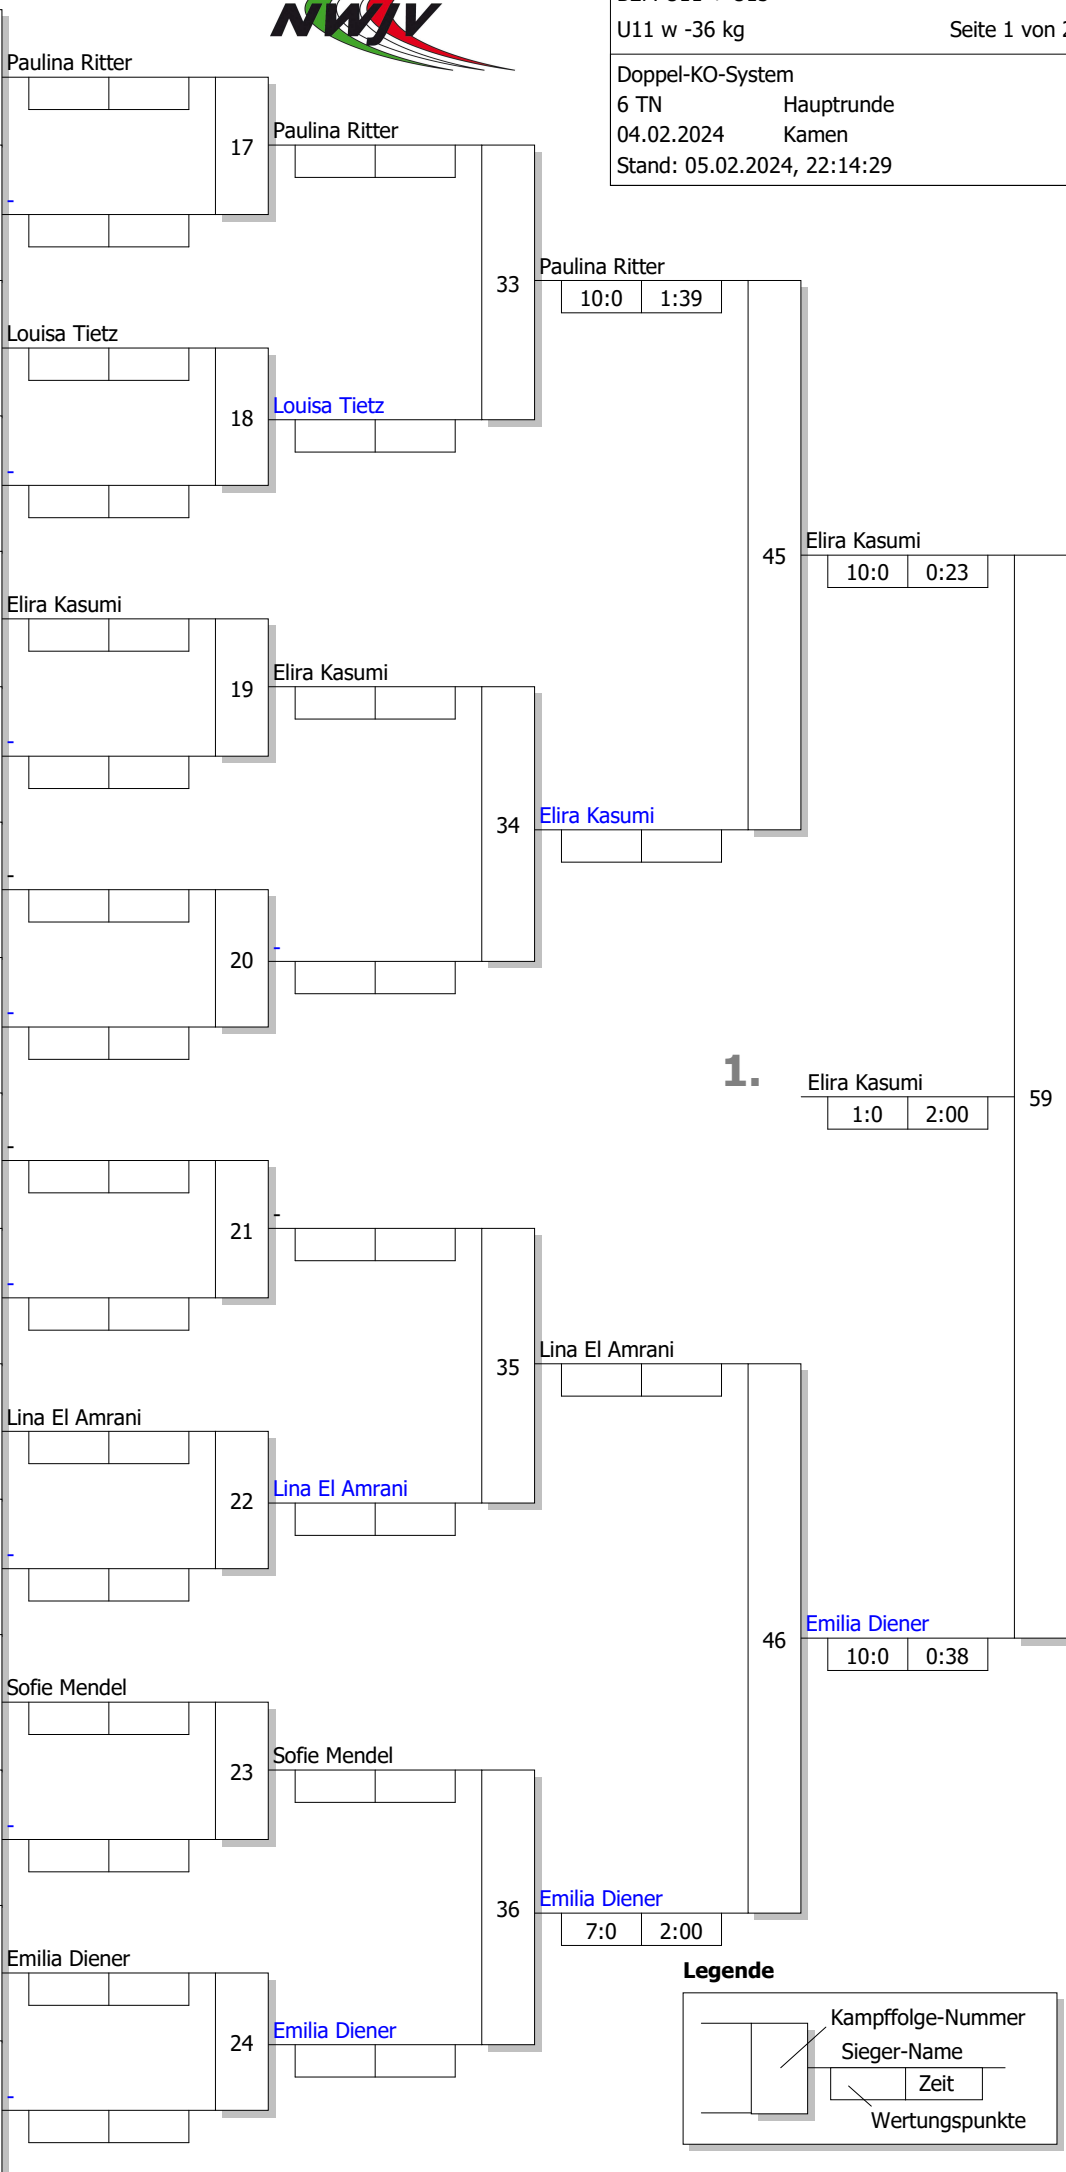 NWJV
U11 w -36 kg Seite 1 von 2
Doppel-KO-System
6 TN Hauptrunde
04.02.2024 Kamen
Stand: 05.02.2024, 22:14:29
Paulina Ritter
17
Paulina Ritter
-
33
Paulina Ritter
10:0 1:39
Louisa Tietz
18
Louisa Tietz
-
45
Elira Kasumi
10:0 0:23
Elira Kasumi
19
Elira Kasumi
-
34
Elira Kasumi
-
20
-
-
1.
Elira Kasumi
1:0 2:00
59
-
21
-
-
35
Lina El Amrani
Lina El Amrani
22
Lina El Amrani
-
46
Emilia Diener
10:0 0:38
Sofie Mendel
23
Sofie Mendel
-
36
Emilia Diener
7:0 2:00
Emilia Diener
24
Emilia Diener
-
Legende
Kampffolge-Nummer
Sieger-Name
Zeit
Wertungspunkte